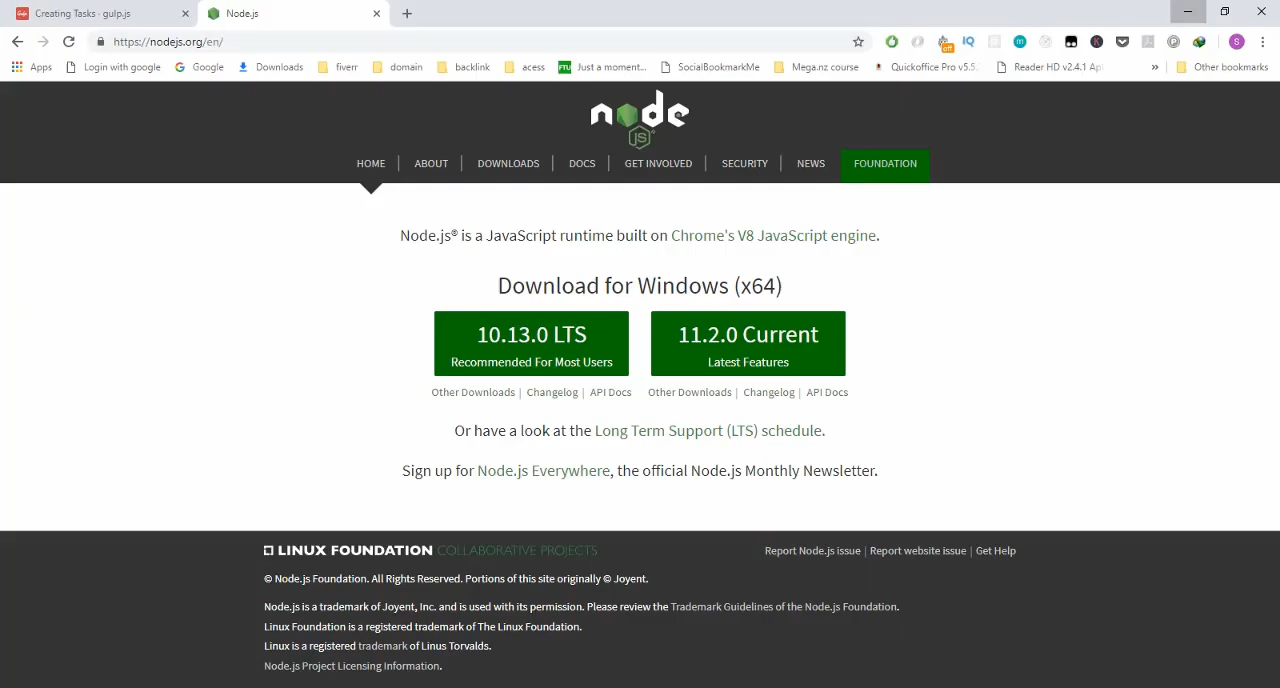 Creating Tasks · gulp.js
Node.js
https://nodejs.org/en/
Apps
Login with google
Google
Downloads
fiverr
domain
backlink
acess
FTU Just a moment...
SocialBookmarkMe
Mega.nz course
Quickoffice Pro v5.5.
Reader HD v2.4.1 Ap
Other bookmarks
node
JS
HOME
ABOUT
DOWNLOADS
DOCS
GET INVOLVED
SECURITY
NEWS
FOUNDATION
Node.js® is a JavaScript runtime built on Chrome's V8 JavaScript engine.
Download for Windows (x64)
10.13.0 LTS
Recommended For Most Users
11.2.0 Current
Latest Features
Other Downloads | Changelog | API Docs
Other Downloads | Changelog | API Docs
Or have a look at the Long Term Support (LTS) schedule.
Sign up for Node.js Everywhere, the official Node.js Monthly Newsletter.
LINUX FOUNDATION COLLABORATIVE PROJECTS
Report Node.js issue | Report website issue | Get Help
© Node.js Foundation. All Rights Reserved. Portions of this site originally © Joyent.
Node.js is a trademark of Joyent, Inc. and is used with its permission. Please review the Trademark Guidelines of the Node.js Foundation.
Linux Foundation is a registered trademark of The Linux Foundation.
Linux is a registered trademark of Linus Torvalds.
Node.js Project Licensing Information.